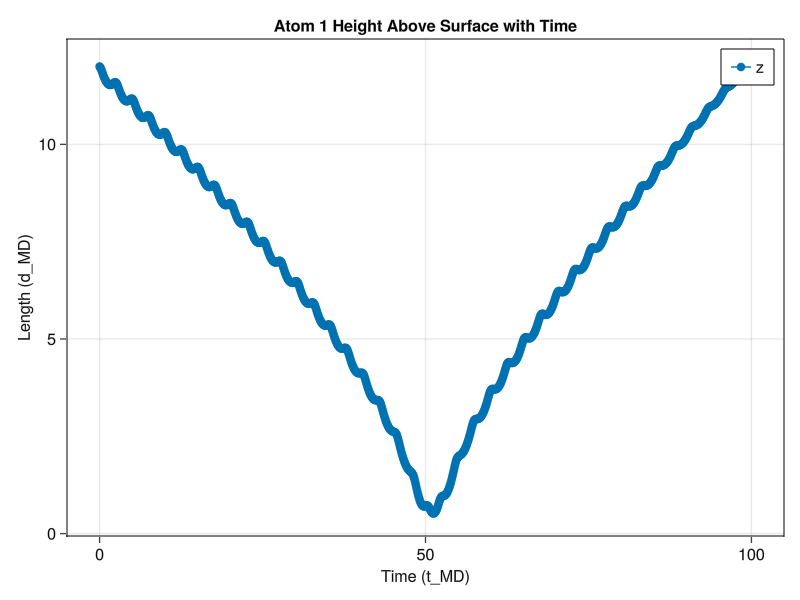 Atom 1 Height Above Surface with Time
z
10
5
0
Length (d_MD)
0 50 100
Time (t_MD)